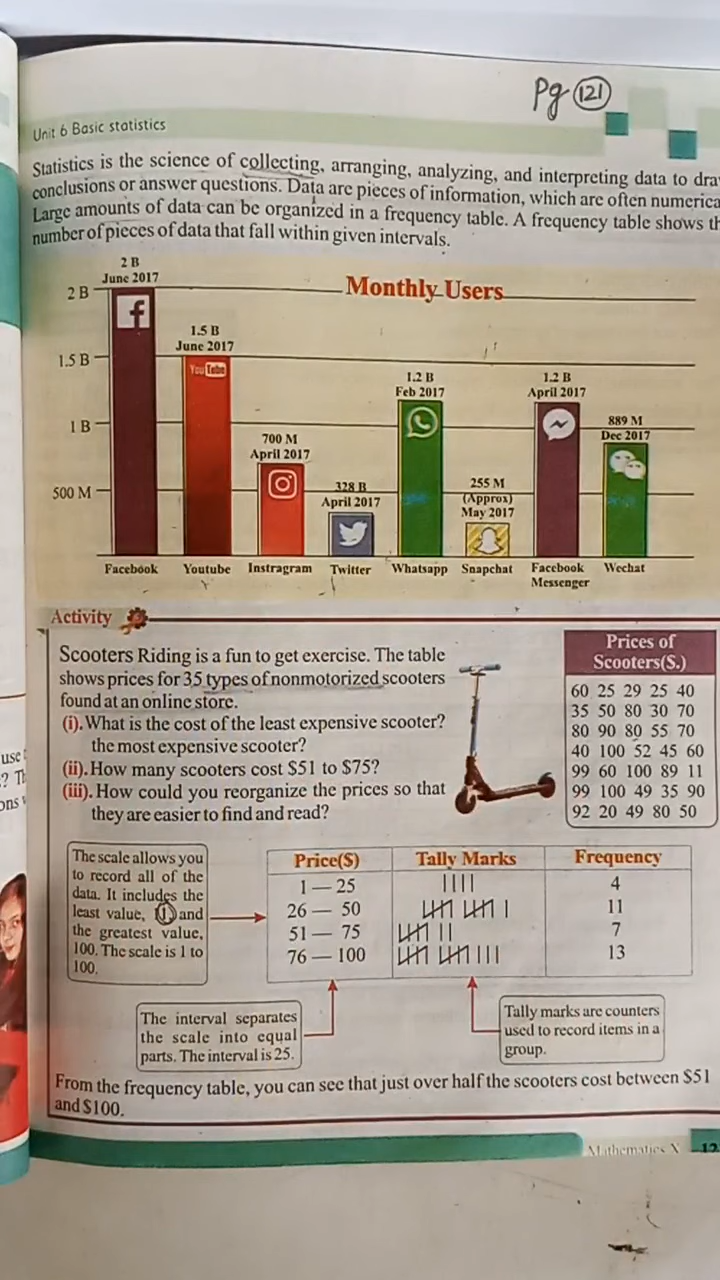 Pg 121
Unit 6 Basic statistics
Statistics is the science of collecting, arranging, analyzing, and interpreting data to
conclusions or answer questions. Data are pieces of information, which are often
Large amounts of data can be organized in a frequency table. A frequency table shows
number of pieces of data that fall within given intervals.
Monthly Users
2 B
1.5 B
1 B
500 M
2 B
June 2017
1.5 B
June 2017
You Tube
700 M
April 2017
328 B
April 2017
1.2 B
Feb 2017
255 M
(Approx)
May 2017
1.2 B
April 2017
889 M
Dec 2017
Facebook Youtube Instragram Twitter Whatsapp Snapchat Facebook Messenger Wechat
Activity
Scooters Riding is a fun to get exercise. The table
shows prices for 35 types of nonmotorized scooters
found at an online store.
(i). What is the cost of the least expensive scooter?
the most expensive scooter?
(ii). How many scooters cost $51 to $75?
(iii). How could you reorganize the prices so that
they are easier to find and read?
Prices of
Scooters(S.)
60 25 29 25 40
35 50 80 30 70
80 90 80 55 70
40 100 52 45 60
99 60 100 89 11
99 100 49 35 90
92 20 49 80 50
The scale allows you
to record all of the
data. It includes the
least value, 1 and
the greatest value,
100. The scale is 1 to
100.
Price($) Tally Marks Frequency
1 — 25 4
26 — 50 11
51 — 75 7
76 — 100 13
The interval separates
the scale into equal
parts. The interval is 25.
Tally marks are counters
used to record items in a
group.
From the frequency table, you can see that just over half the scooters cost between $51
and $100.
Mathematics X